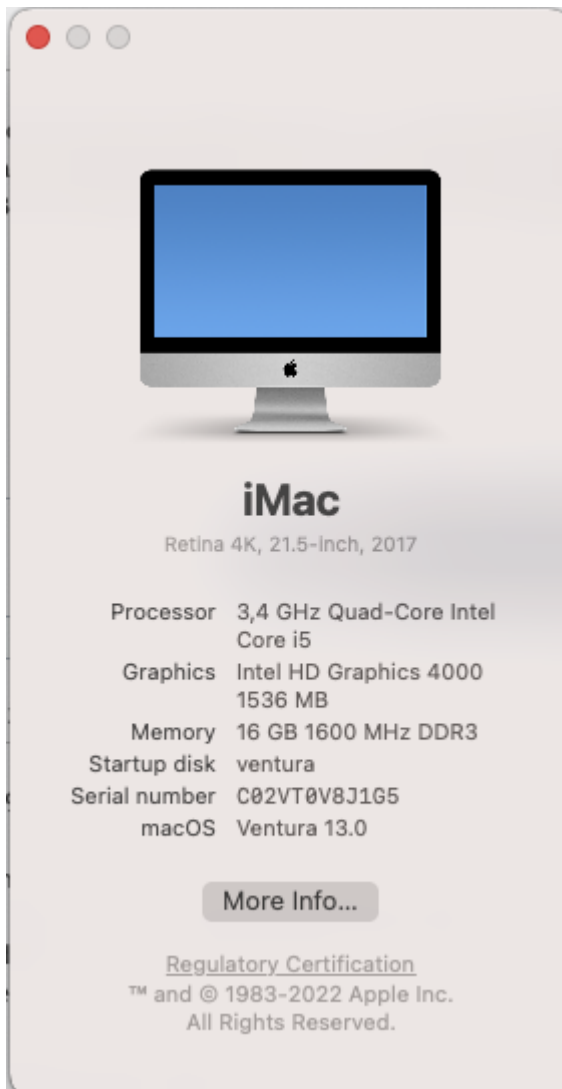 iMac
Retina 4K, 21.5-inch, 2017
Processor 3,4 GHz Quad-Core Intel
Core i5
Graphics Intel HD Graphics 4000
1536 MB
Memory 16 GB 1600 MHz DDR3
Startup disk ventura
Serial number C02VT0V8J1G5
macOS Ventura 13.0
More Info...
Regulatory Certification
™ and © 1983-2022 Apple Inc.
All Rights Reserved.